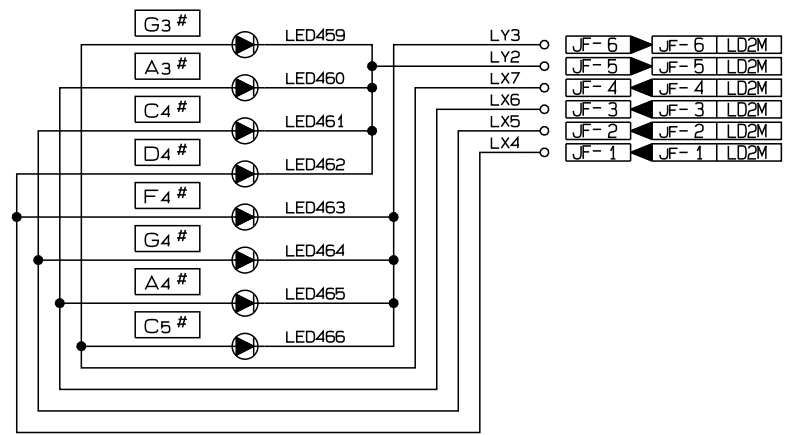 G3# LED459 LY3 JF-6 JF-6 LD2M
LY2 JF-5 JF-5 LD2M
A3# LED460 LX7 JF-4 JF-4 LD2M
LX6 JF-3 JF-3 LD2M
C4# LED461 LX5 JF-2 JF-2 LD2M
LX4 JF-1 JF-1 LD2M
D4# LED462
F4# LED463
G4# LED464
A4# LED465
C5# LED466